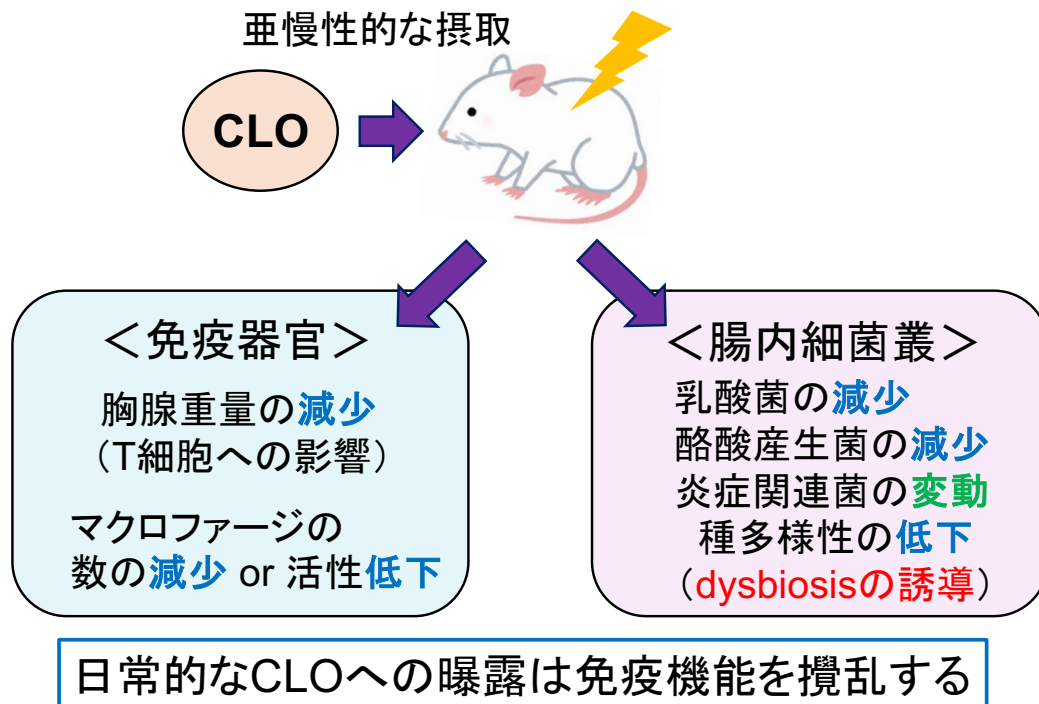 亜慢性的な摂取
CLO
＜免疫器官＞
胸腺重量の減少
（T細胞への影響）
マクロファージの
数の減少 or 活性低下
＜腸内細菌叢＞
乳酸菌の減少
酪酸産生菌の減少
炎症関連菌の変動
種多様性の低下
（dysbiosisの誘導）
日常的なCLOへの曝露は免疫機能を攪乱する